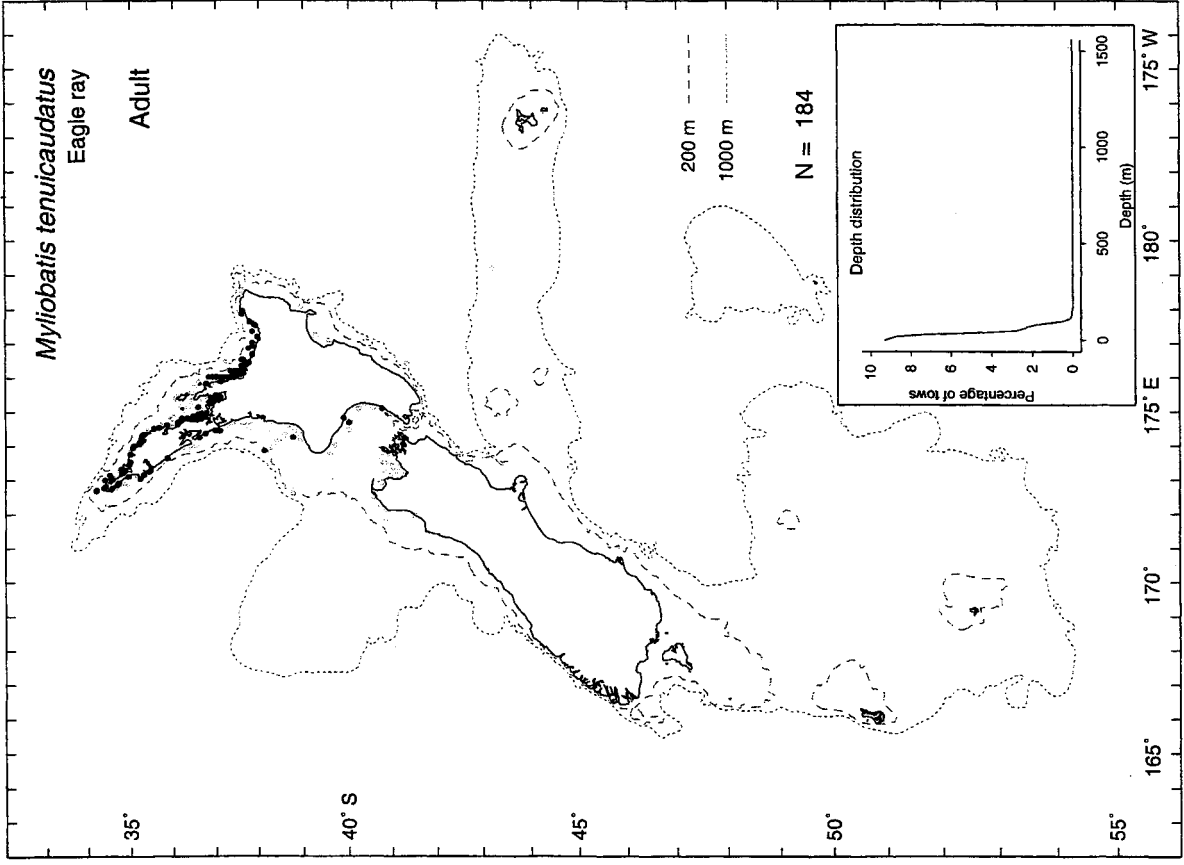 Myliobatis tenuicaudatus
Eagle ray
Adult
35°
40° S
45°
50°
55°
165°
170°
175° E
180°
175° W
200 m
1000 m
N = 184
Depth distribution
Percentage of tows
10
8
6
4
2
0
0
500
1000
1500
Depth (m)